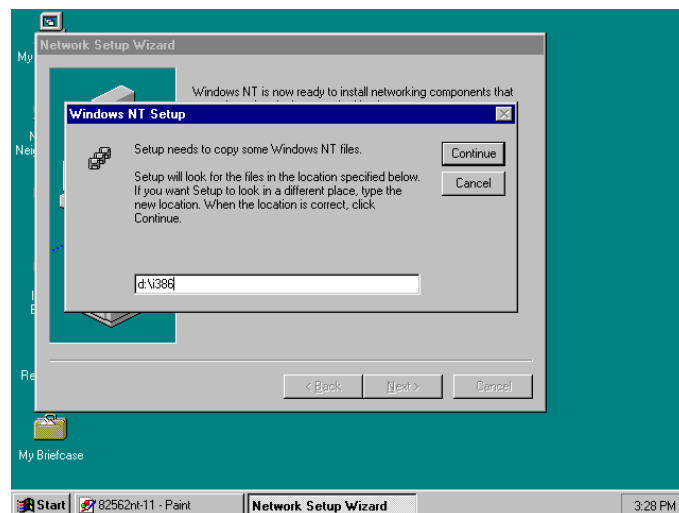 My
Network Setup Wizard
Windows NT is now ready to install networking components that
Windows NT Setup
N
Nei
Setup needs to copy some Windows NT files.
Setup will look for the files in the location specified below.
If you want Setup to look in a different place, type the
new location. When the location is correct, click
Continue.
Continue
Cancel
d:\i386
I
E
Re
< Back
Next >
Cancel
My Briefcase
Start
82562nt-11 - Paint
Network Setup Wizard
3:28 PM